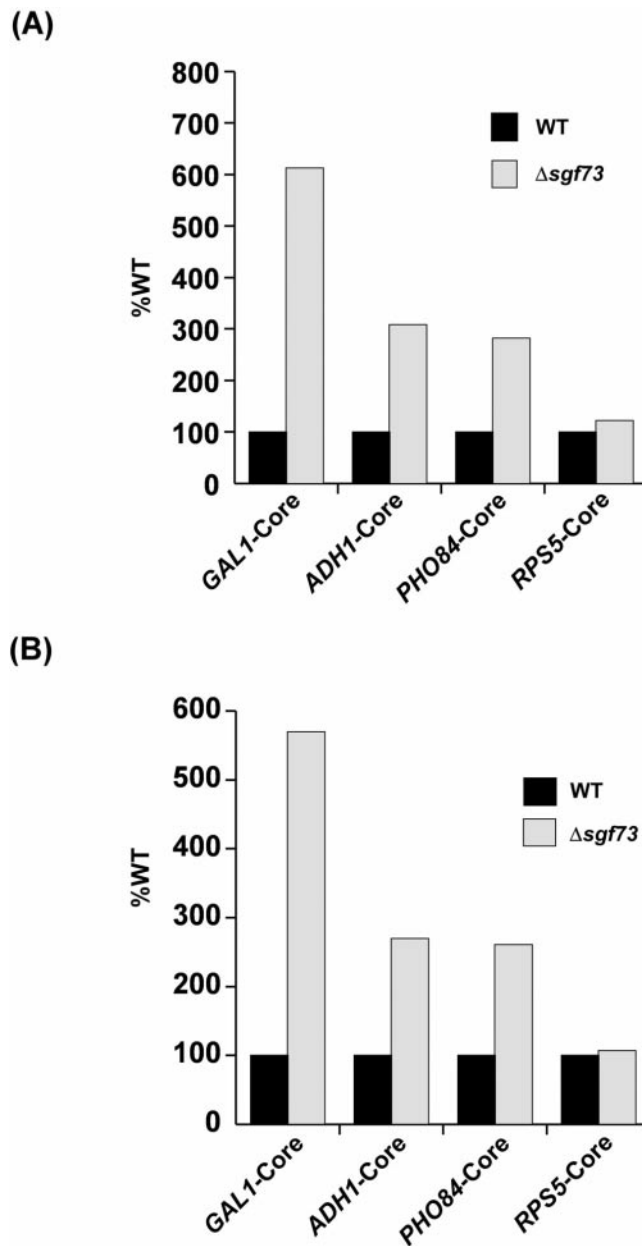 (A)
800
700
600
500
400
300
200
100
0
%WT
WT
Δsgf73
GAL1-Core
ADH1-Core
PHO84-Core
RPS5-Core
(B)
600
500
400
300
200
100
0
%WT
WT
Δsgf73
GAL1-Core
ADH1-Core
PHO84-Core
RPS5-Core